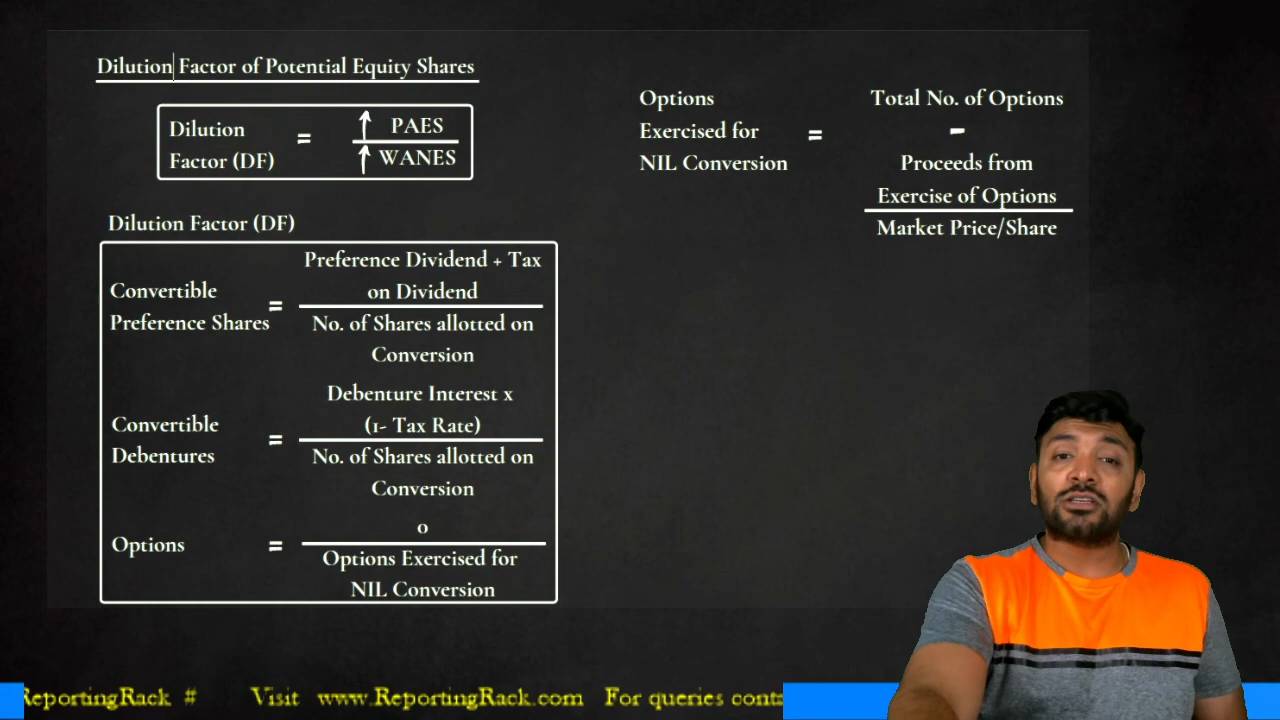 Dilution Factor of Potential Equity Shares
Dilution
Factor (DF)
=
↑ PAES
↑ WANES
Dilution Factor (DF)
Convertible
Preference Shares
=
Preference Dividend + Tax
on Dividend
No. of Shares allotted on
Conversion
Convertible
Debentures
=
Debenture Interest x
(1- Tax Rate)
No. of Shares allotted on
Conversion
Options
=
0
Options Exercised for
NIL Conversion
Options
Exercised for
NIL Conversion
=
Total No. of Options
-
Proceeds from
Exercise of Options
Market Price/Share
ReportingRack # Visit www.ReportingRack.com For queries